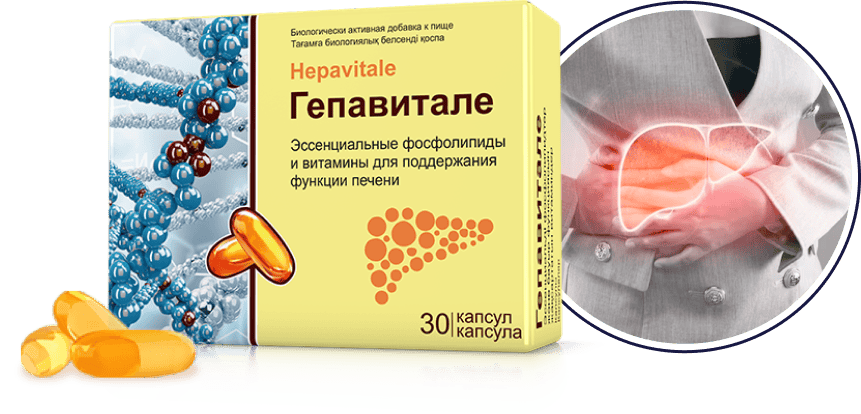 Биологически активная добавка к пище
Тағамға биологиялық белсенді қоспа
Hepavitale
Гепавитале
Эссенциальные фосфолипиды
и витамины для поддержания
функции печени
30 капсул
капсула
Гепавитале